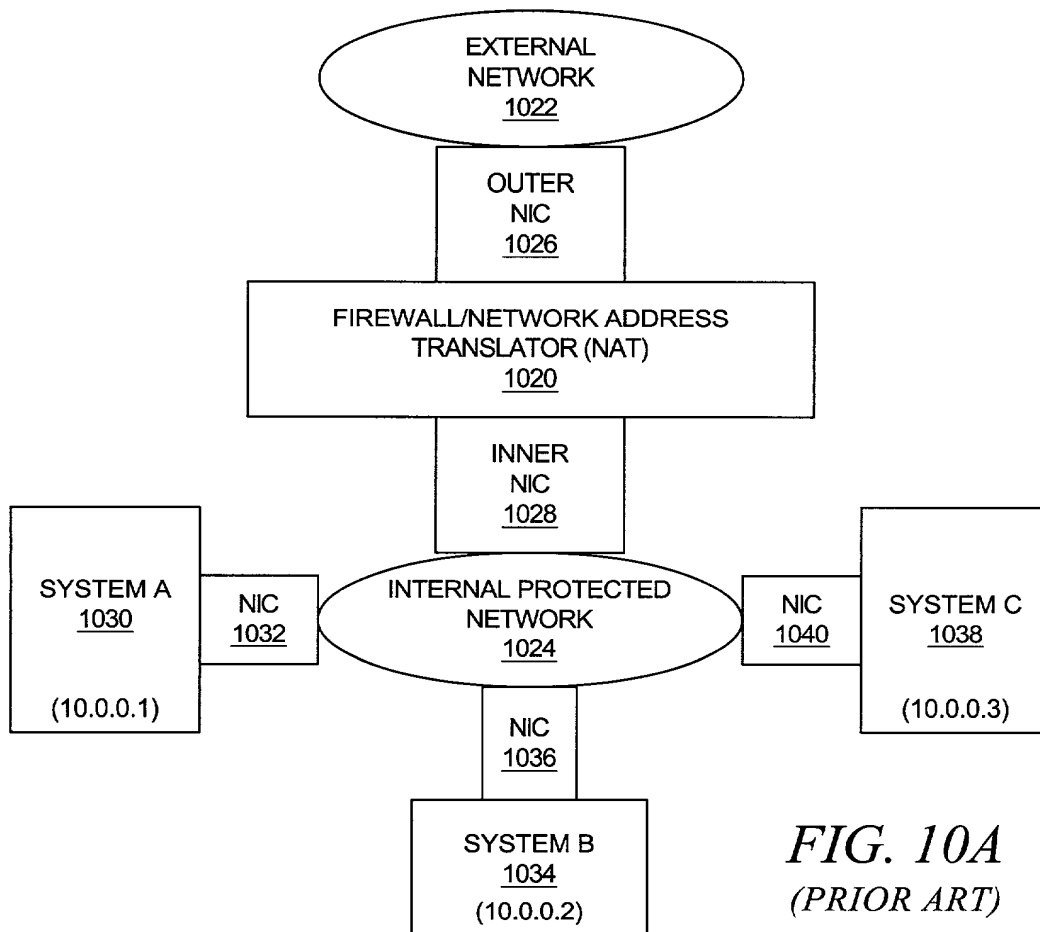 EXTERNAL
NETWORK
1022
OUTER
NIC
1026
FIREWALL/NETWORK ADDRESS
TRANSLATOR (NAT)
1020
INNER
NIC
1028
SYSTEM A
1030
(10.0.0.1)
NIC
1032
INTERNAL PROTECTED
NETWORK
1024
NIC
1040
SYSTEM C
1038
(10.0.0.3)
NIC
1036
SYSTEM B
1034
(10.0.0.2)
FIG. 10A
(PRIOR ART)